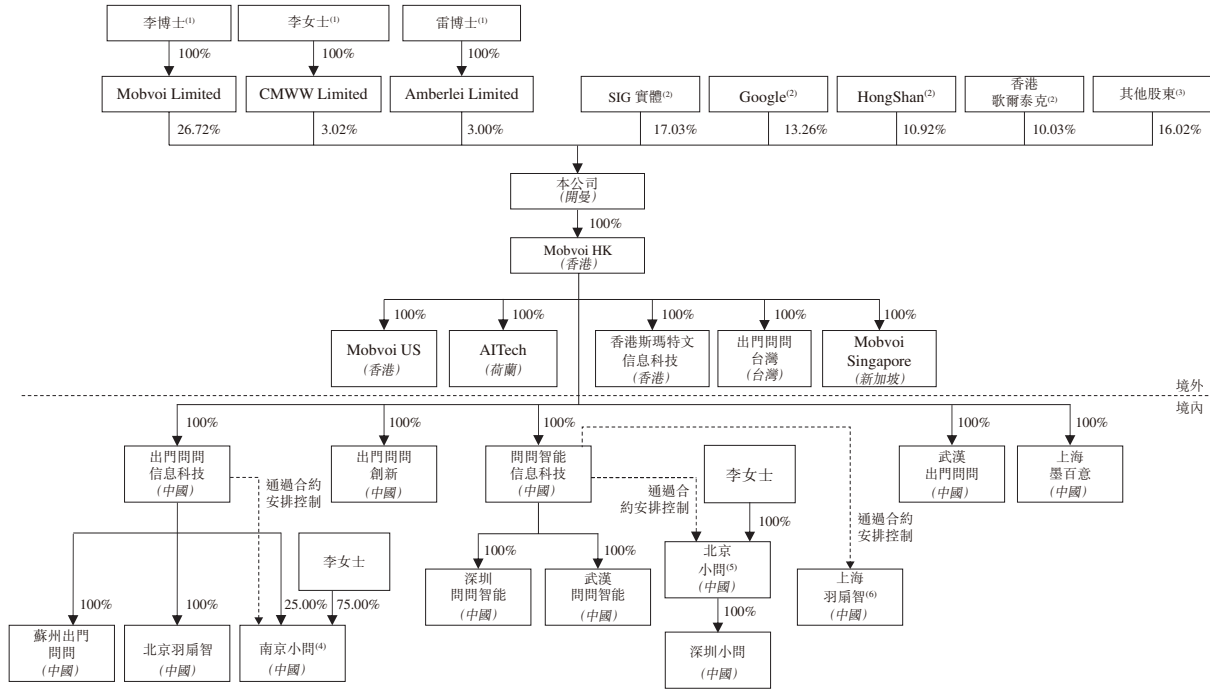 李博士(1)
李女士(1)
雷博士(1)
100%
100%
100%
Mobvoi Limited
CMWW Limited
Amberlei Limited
SIG 實體(2)
Google(2)
HongShan(2)
香港
歌爾泰克(2)
其他股東(3)
26.72%
3.02%
3.00%
17.03%
13.26%
10.92%
10.03%
16.02%
本公司
(開曼)
100%
Mobvoi HK
(香港)
100%
100%
100%
100%
100%
Mobvoi US
(香港)
AITech
(荷蘭)
香港斯瑪特文
信息科技
(香港)
出門問問
台灣
(台灣)
Mobvoi
Singapore
(新加坡)
境外
境內
100%
100%
100%
100%
100%
出門問問
信息科技
(中國)
出門問問
創新
(中國)
問問智能
信息科技
(中國)
武漢
出門問問
(中國)
上海
墨百意
(中國)
通過合約
安排控制
通過合
約安排控制
李女士
100%
通過合約
安排控制
李女士
100%
100%
北京
小問(5)
(中國)
深圳
問問智能
(中國)
武漢
問問智能
(中國)
上海
羽扇智(6)
(中國)
100%
100%
25.00%
75.00%
100%
蘇州出門
問問
(中國)
北京羽扇智
(中國)
南京小問(4)
(中國)
深圳小問
(中國)